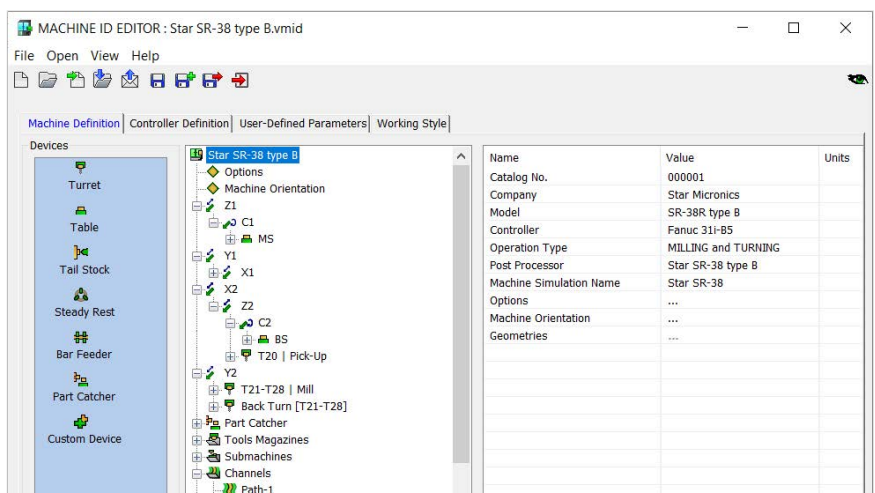 MACHINE ID EDITOR : Star SR-38 type B.vmid
File Open View Help
Machine Definition Controller Definition User-Defined Parameters Working Style
Devices
Turret
Table
Tail Stock
Steady Rest
Bar Feeder
Part Catcher
Custom Device
Star SR-38 type B
Options
Machine Orientation
Z1
C1
MS
Y1
X1
X2
Z2
C2
BS
T20 | Pick-Up
Y2
T21-T28 | Mill
Back Turn [T21-T28]
Part Catcher
Tools Magazines
Submachines
Channels
Path-1
Name Value Units
Catalog No. 000001
Company Star Micronics
Model SR-38R type B
Controller Fanuc 31i-B5
Operation Type MILLING and TURNING
Post Processor Star SR-38 type B
Machine Simulation Name Star SR-38
Options ...
Machine Orientation ...
Geometries ...